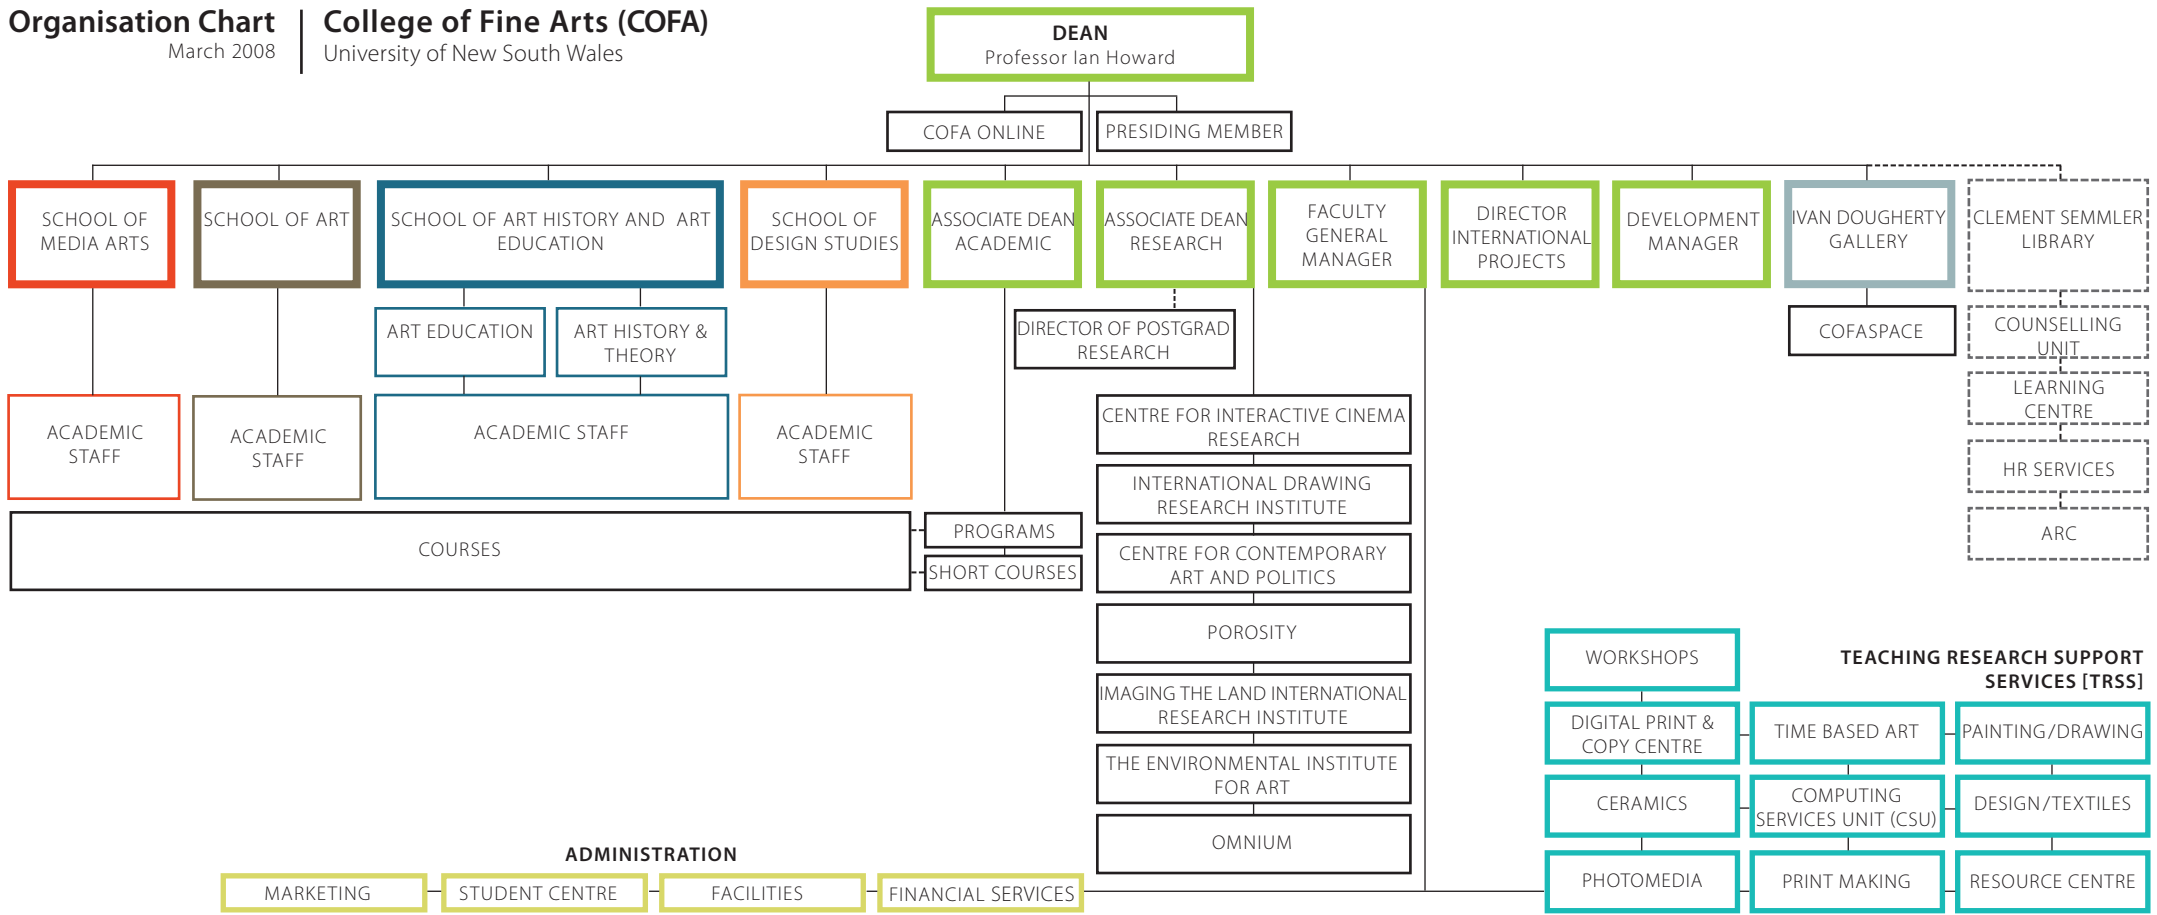 Organisation Chart
March 2008
College of Fine Arts (COFA)
University of New South Wales
DEAN
Professor Ian Howard
COFA ONLINE
PRESIDING MEMBER
SCHOOL OF
MEDIA ARTS
SCHOOL OF ART
SCHOOL OF ART HISTORY AND ART
EDUCATION
SCHOOL OF
DESIGN STUDIES
ASSOCIATE DEAN
ACADEMIC
ASSOCIATE DEAN
RESEARCH
FACULTY
GENERAL
MANAGER
DIRECTOR
INTERNATIONAL
PROJECTS
DEVELOPMENT
MANAGER
IVAN DOUGHERTY
GALLERY
CLEMENT SEMMLER
LIBRARY
ART EDUCATION
ART HISTORY &
THEORY
DIRECTOR OF POSTGRAD
RESEARCH
COFASPACE
COUNSELLING
UNIT
LEARNING
CENTRE
HR SERVICES
ARC
ACADEMIC
STAFF
ACADEMIC
STAFF
ACADEMIC STAFF
ACADEMIC
STAFF
COURSES
PROGRAMS
SHORT COURSES
CENTRE FOR INTERACTIVE CINEMA
RESEARCH
INTERNATIONAL DRAWING
RESEARCH INSTITUTE
CENTRE FOR CONTEMPORARY
ART AND POLITICS
POROSITY
IMAGING THE LAND INTERNATIONAL
RESEARCH INSTITUTE
THE ENVIRONMENTAL INSTITUTE
FOR ART
OMNIUM
TEACHING RESEARCH SUPPORT
SERVICES [TRSS]
WORKSHOPS
DIGITAL PRINT &
COPY CENTRE
TIME BASED ART
PAINTING/DRAWING
CERAMICS
COMPUTING
SERVICES UNIT (CSU)
DESIGN/TEXTILES
PHOTOMEDIA
PRINT MAKING
RESOURCE CENTRE
ADMINISTRATION
MARKETING
STUDENT CENTRE
FACILITIES
FINANCIAL SERVICES